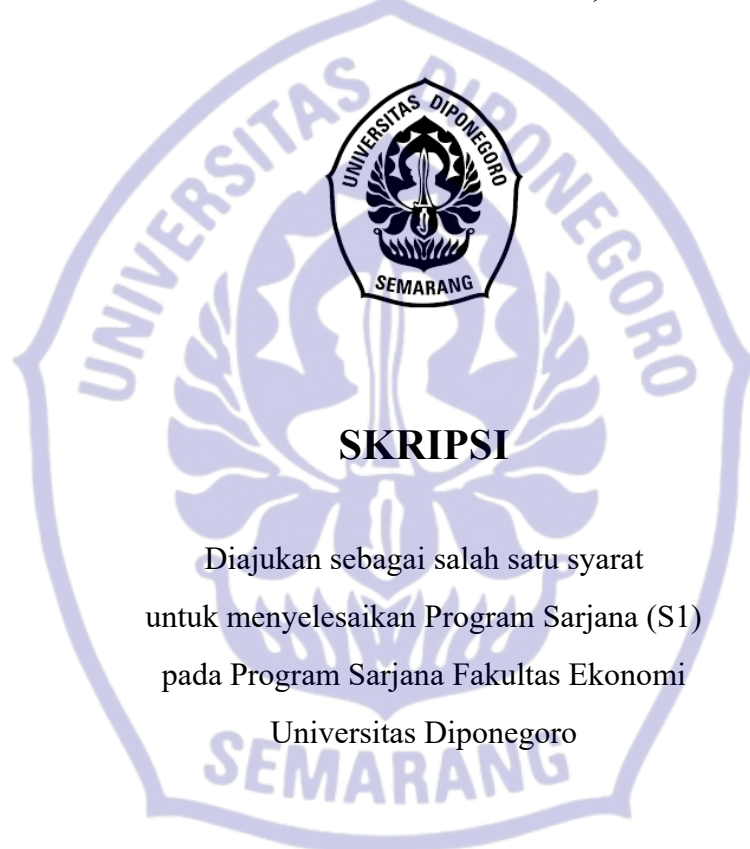 UNIVERSITAS DIPONEGORO
SEMARANG
SKRIPSI
Diajukan sebagai salah satu syarat
untuk menyelesaikan Program Sarjana (S1)
pada Program Sarjana Fakultas Ekonomi
Universitas Diponegoro
UNIVERSITAS DIPONEGORO
SEMARANG